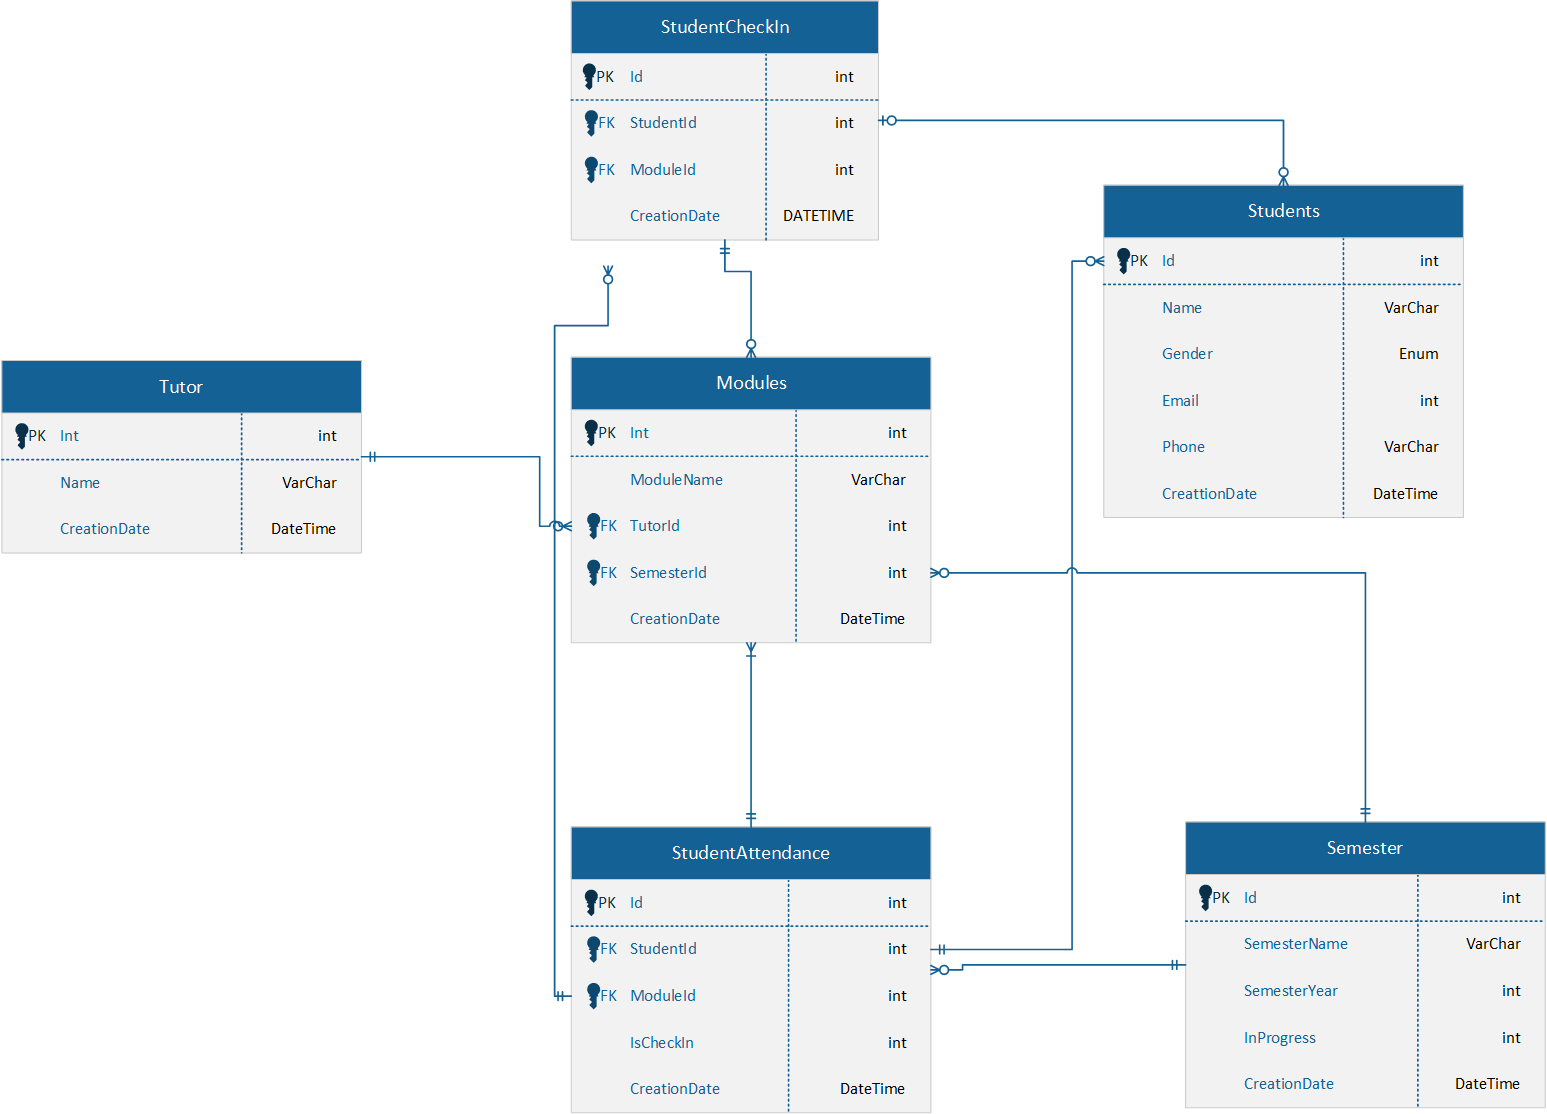 StudentCheckIn
PK Id int
FK StudentId int
FK ModuleId int
CreationDate DATETIME
Students
PK Id int
Name VarChar
Gender Enum
Email int
Phone VarChar
CreattionDate DateTime
Tutor
PK Int int
Name VarChar
CreationDate DateTime
Modules
PK Int int
ModuleName VarChar
FK TutorId int
FK SemesterId int
CreationDate DateTime
StudentAttendance
PK Id int
FK StudentId int
FK ModuleId int
IsCheckIn int
CreationDate DateTime
Semester
PK Id int
SemesterName VarChar
SemesterYear int
InProgress int
CreationDate DateTime